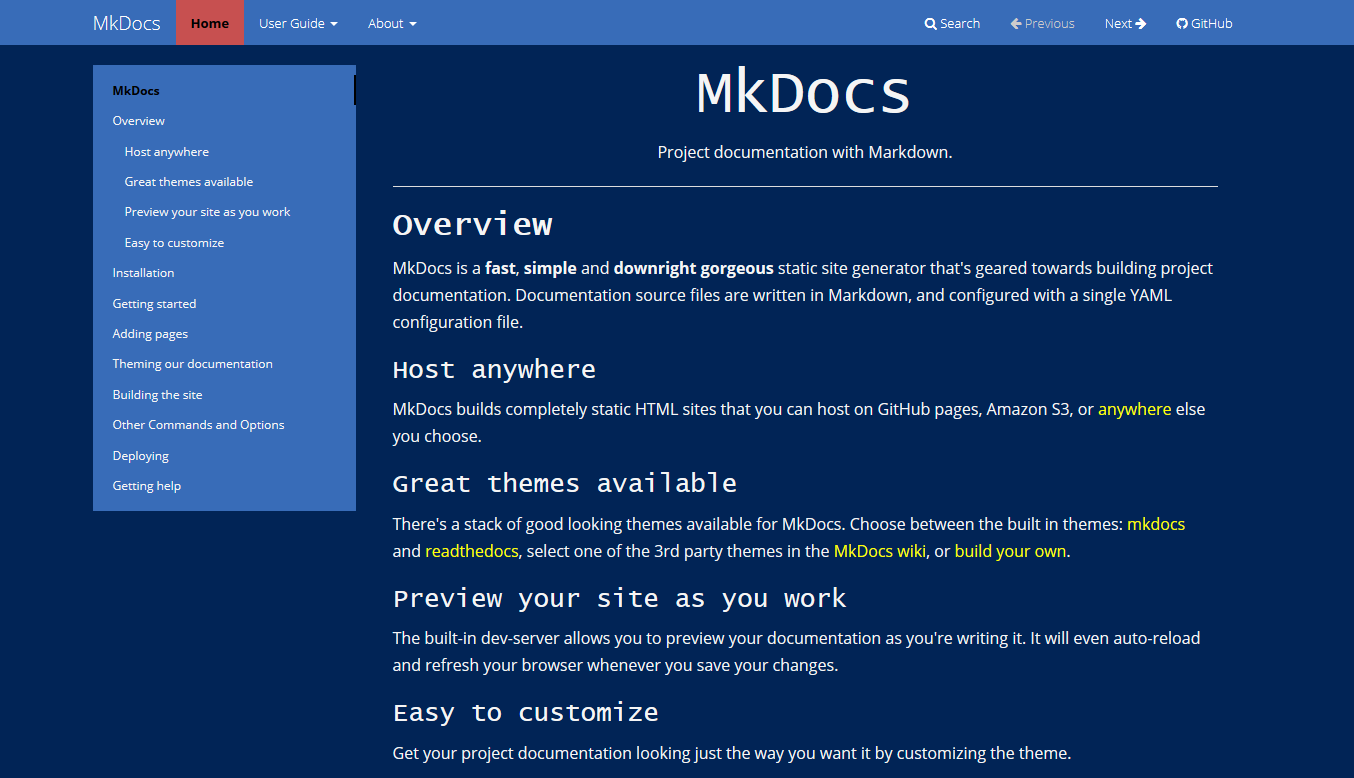 MkDocs Home User Guide About Search Previous Next GitHub
MkDocs
Overview
Host anywhere
Great themes available
Preview your site as you work
Easy to customize
Installation
Getting started
Adding pages
Theming our documentation
Building the site
Other Commands and Options
Deploying
Getting help
MkDocs
Project documentation with Markdown.
Overview
MkDocs is a fast, simple and downright gorgeous static site generator that's geared towards building project
documentation. Documentation source files are written in Markdown, and configured with a single YAML
configuration file.
Host anywhere
MkDocs builds completely static HTML sites that you can host on GitHub pages, Amazon S3, or anywhere else
you choose.
Great themes available
There's a stack of good looking themes available for MkDocs. Choose between the built in themes: mkdocs
and readthedocs, select one of the 3rd party themes in the MkDocs wiki, or build your own.
Preview your site as you work
The built-in dev-server allows you to preview your documentation as you're writing it. It will even auto-reload
and refresh your browser whenever you save your changes.
Easy to customize
Get your project documentation looking just the way you want it by customizing the theme.